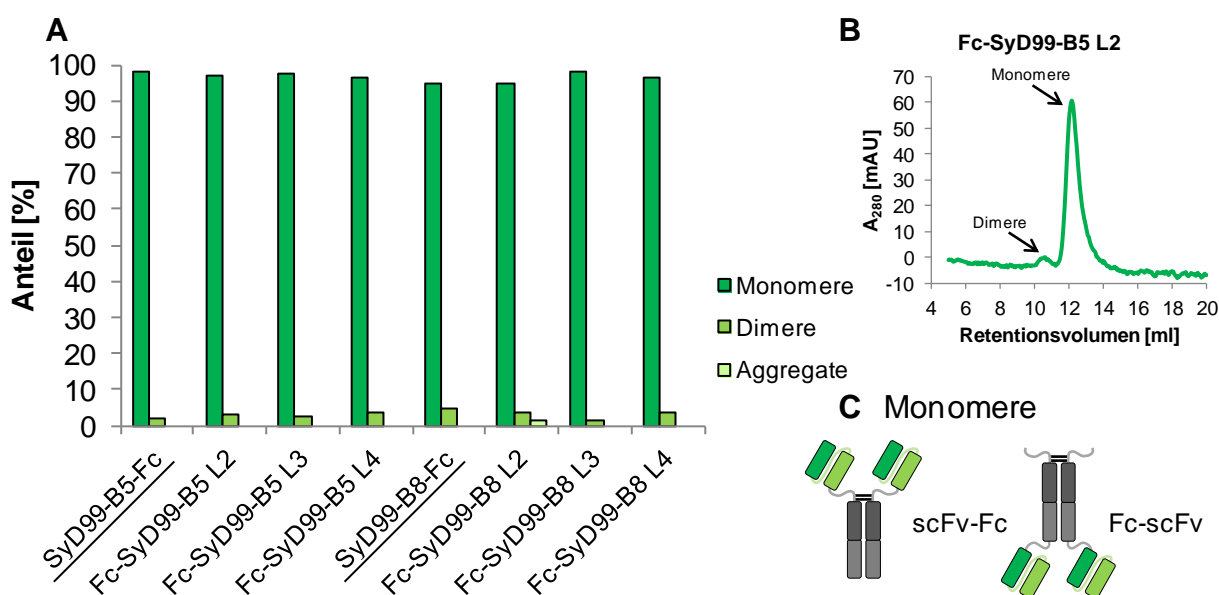 A
Anteil [%]
100
90
80
70
60
50
40
30
20
10
0
SyD99-B5-Fc
Fc-SyD99-B5 L2
Fc-SyD99-B5 L3
Fc-SyD99-B5 L4
SyD99-B8-Fc
Fc-SyD99-B8 L2
Fc-SyD99-B8 L3
Fc-SyD99-B8 L4
Monomere
Dimere
Aggregate
B
Fc-SyD99-B5 L2
A280 [mAU]
70
60
50
40
30
20
10
0
-10
Monomere
Dimere
4 6 8 10 12 14 16 18 20
Retentionsvolumen [ml]
C Monomere
scFv-Fc
Fc-scFv